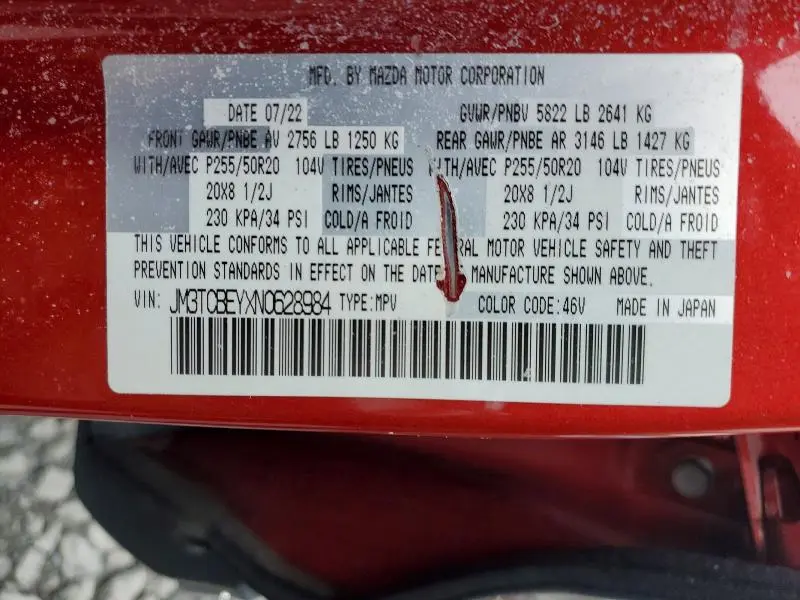 MFD. BY MAZDA MOTOR CORPORATION
DATE 07/22 GVWR/PNBV 5822 LB 2641 KG
FRONT GAWR/PNBE AV 2756 LB 1250 KG REAR GAWR/PNBE AR 3146 LB 1427 KG
WITH/AVEC P255/50R20 104V TIRES/PNEUS WITH/AVEC P255/50R20 104V TIRES/PNEUS
20X8 1/2J RIMS/JANTES 20X8 1/2J RIMS/JANTES
230 KPA/34 PSI COLD/A FROID 230 KPA/34 PSI COLD/A FROID
THIS VEHICLE CONFORMS TO ALL APPLICABLE FEDERAL MOTOR VEHICLE SAFETY AND THEFT
PREVENTION STANDARDS IN EFFECT ON THE DATE MANUFACTURE SHOWN ABOVE.
VIN: JM3TCBEYXN0628984 TYPE:MPV COLOR CODE:46V MADE IN JAPAN